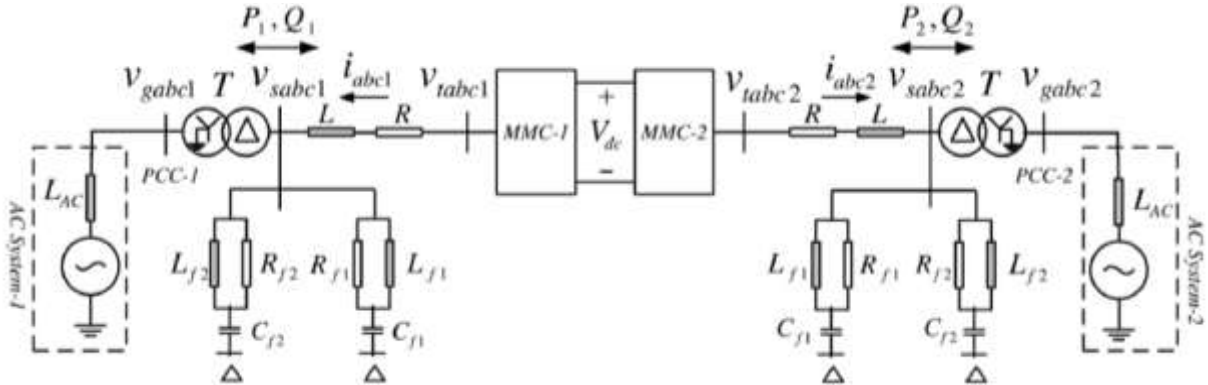 P1, Q1
P2, Q2
vgabc1 T vsabc1 iabc1 vtabc1
vtabc2 iabc2 vsabc2 T vgabc2
L R
MMC-1 + Vdc − MMC-2
R L
PCC-1
PCC-2
LAC
LAC
AC System-1
AC System-2
Lf2 Rf2 Rf1 Lf1
Lf1 Rf1 Rf2 Lf2
Cf2 Cf1
Cf1 Cf2